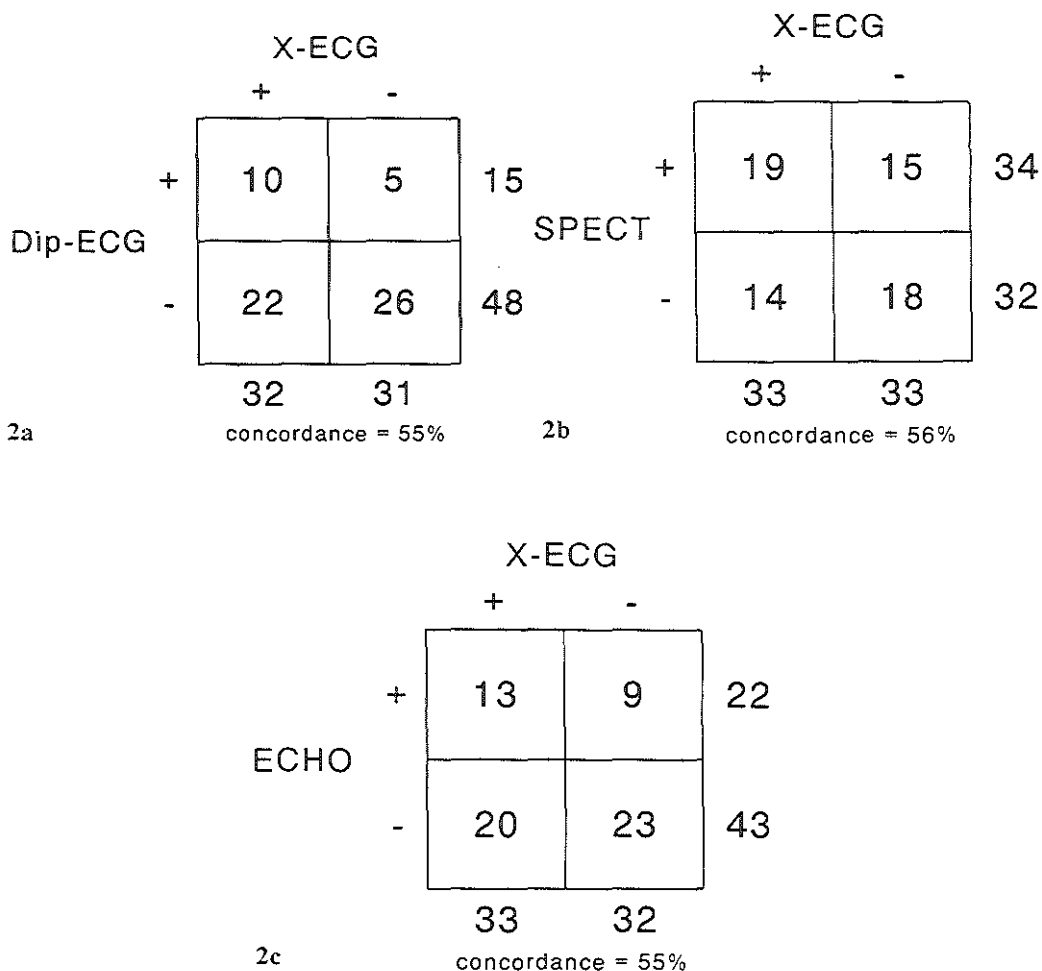 X-ECG
+ -
+ 10 5 15
Dip-ECG
- 22 26 48
32 31
2a concordance = 55%
X-ECG
+ -
+ 19 15 34
SPECT
- 14 18 32
33 33
2b concordance = 56%
X-ECG
+ -
+ 13 9 22
ECHO
- 20 23 43
33 32
2c concordance = 55%